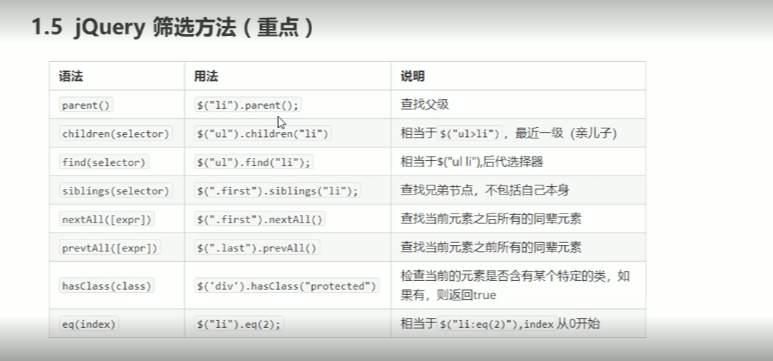 1.5 jQuery 筛选方法（重点）
语法 用法 说明
parent() $("li").parent(); 查找父级
children(selector) $("ul").children("li") 相当于$("ul>li")，最近一级（亲儿子）
find(selector) $("ul").find("li"); 相当于$("ul li"),后代选择器
siblings(selector) $(".first").siblings("li"); 查找兄弟节点，不包括自己本身
nextAll([expr]) $(".first").nextAll() 查找当前元素之后所有的同辈元素
prevtAll([expr]) $(".last").prevAll() 查找当前元素之前所有的同辈元素
hasClass(class) $('div').hasClass("protected") 检查当前的元素是否含有某个特定的类，如
果有，则返回true
eq(index) $("li").eq(2); 相当于$("li:eq(2)"),index从0开始